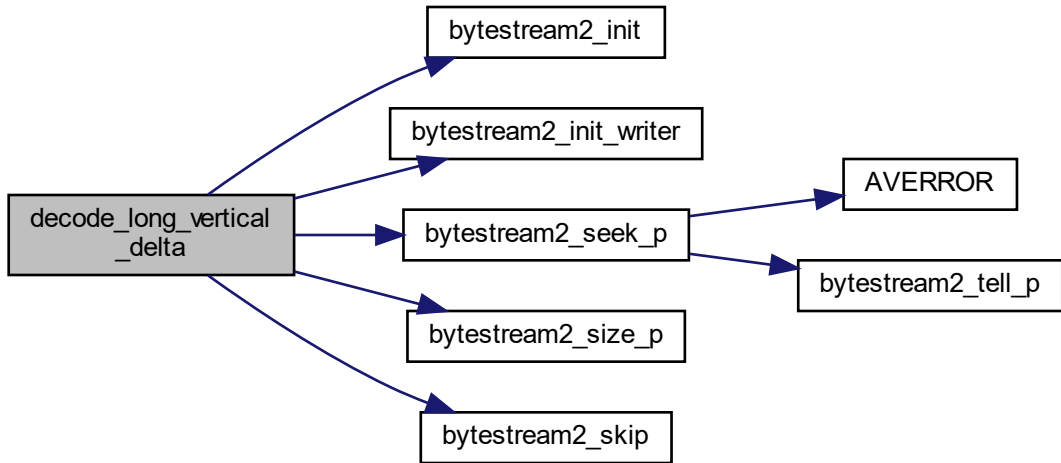 decode_long_vertical
_delta
bytestream2_init
bytestream2_init_writer
bytestream2_seek_p
AVERROR
bytestream2_tell_p
bytestream2_size_p
bytestream2_skip